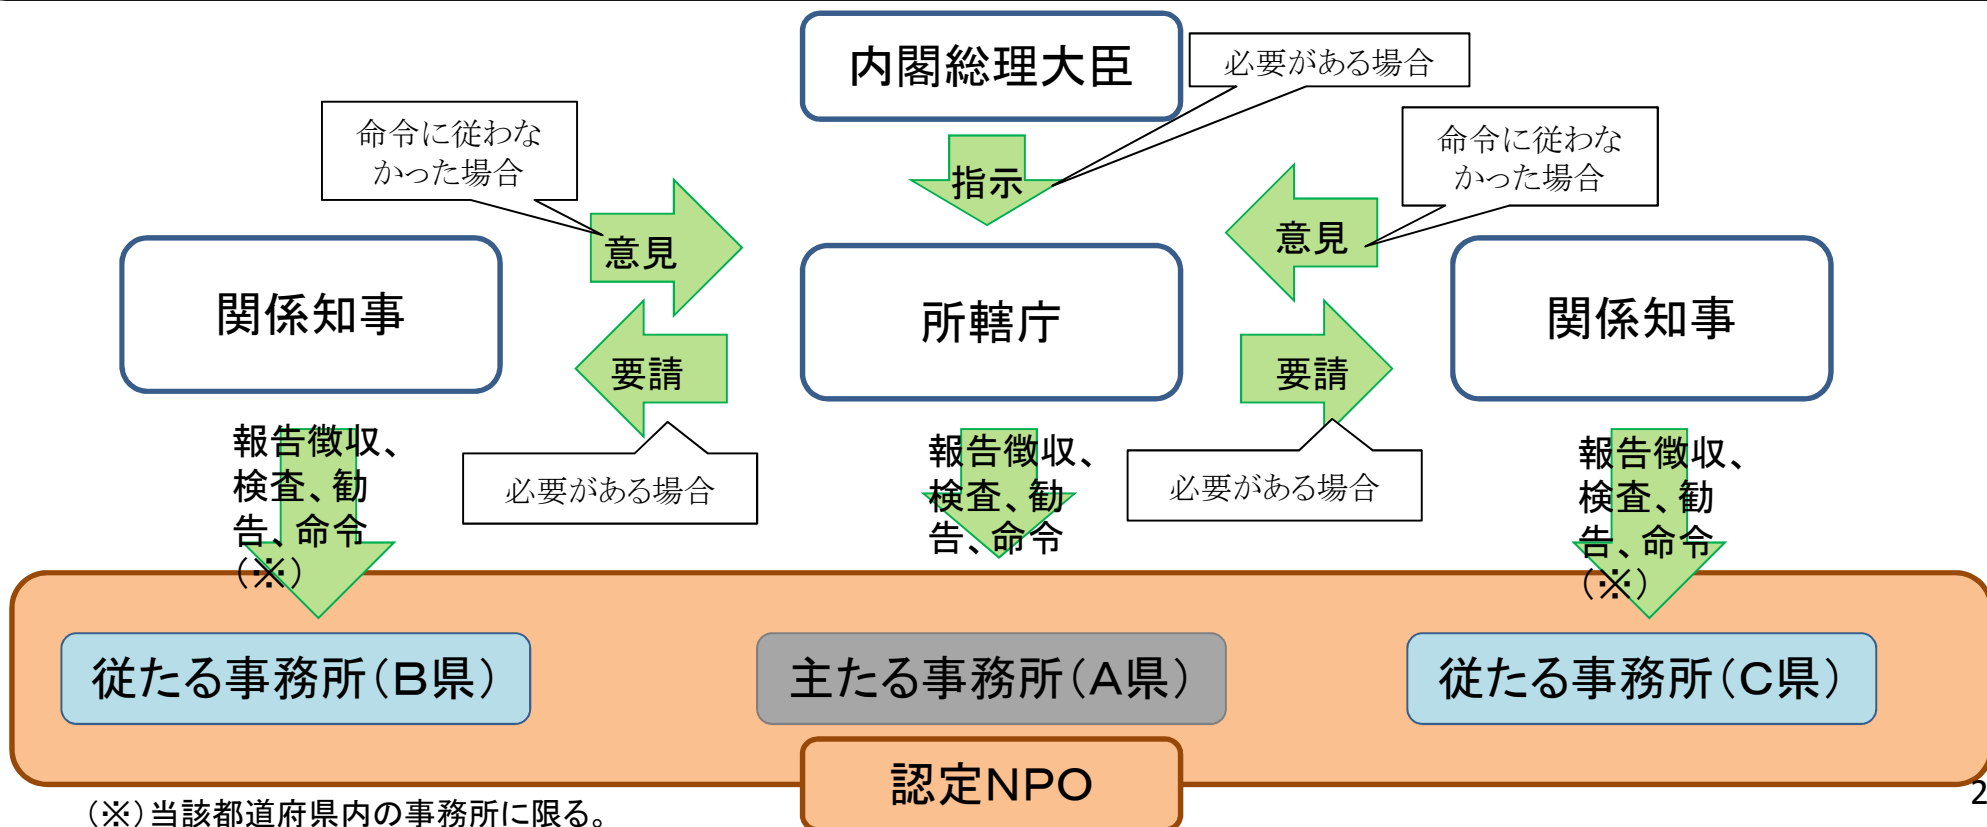 内閣総理大臣
必要がある場合
命令に従わな
かった場合
命令に従わな
かった場合
指示
意見
意見
関係知事
所轄庁
関係知事
要請
要請
報告徴収、
検査、勧
告、命令
（※）
必要がある場合
報告徴収、
検査、勧
告、命令
必要がある場合
報告徴収、
検査、勧
告、命令
（※）
従たる事務所（Ｂ県）
主たる事務所（Ａ県）
従たる事務所（Ｃ県）
認定ＮＰＯ
（※）当該都道府県内の事務所に限る。
2